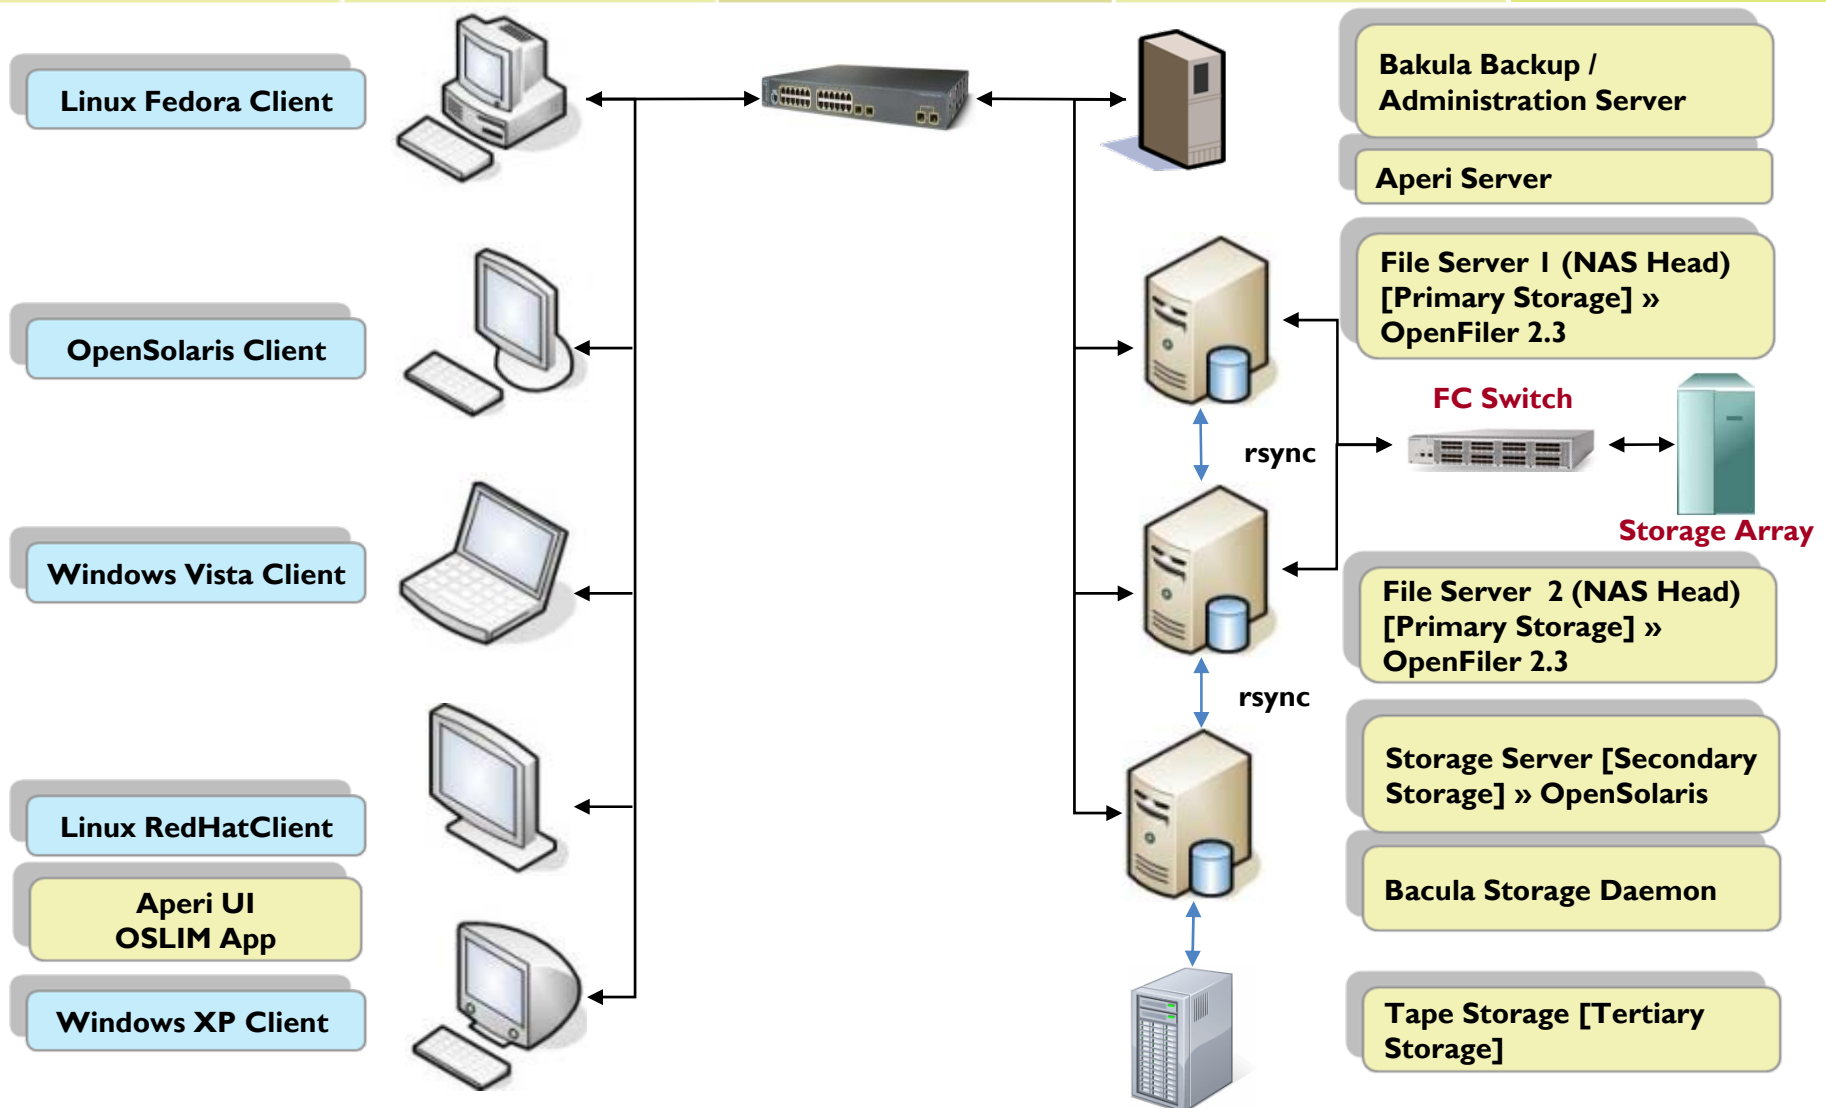 Linux Fedora Client
OpenSolaris Client
Windows Vista Client
Linux RedHatClient
Aperi UI
OSLIM App
Windows XP Client
Bakula Backup /
Administration Server
Aperi Server
File Server 1 (NAS Head)
[Primary Storage] »
OpenFiler 2.3
FC Switch
rsync
Storage Array
File Server 2 (NAS Head)
[Primary Storage] »
OpenFiler 2.3
rsync
Storage Server [Secondary
Storage] » OpenSolaris
Bacula Storage Daemon
Tape Storage [Tertiary
Storage]